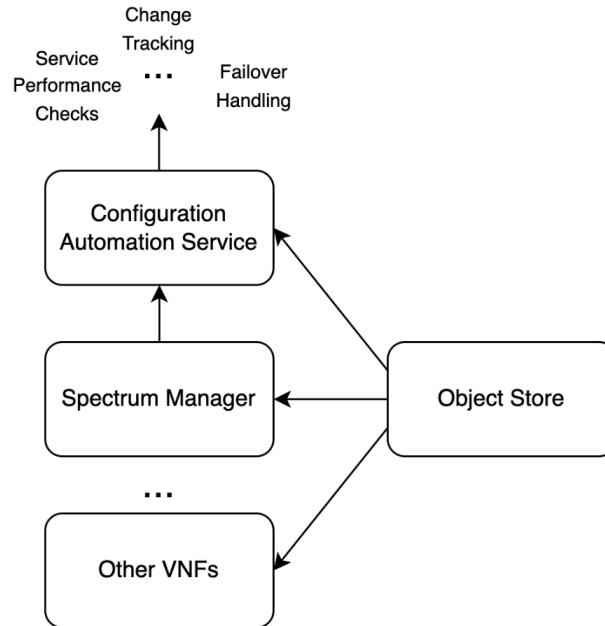 Change
Tracking
Service
Performance
Checks
...
Failover
Handling
Configuration
Automation Service
Spectrum Manager
Object Store
...
Other VNFs